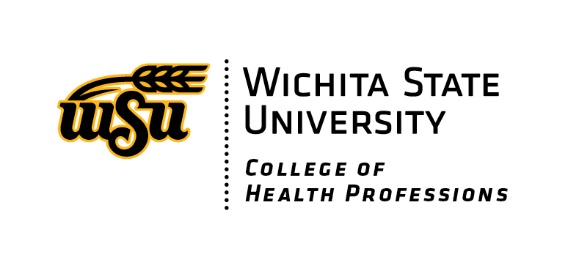 WSU
WICHITA STATE
UNIVERSITY
COLLEGE OF
HEALTH PROFESSIONS